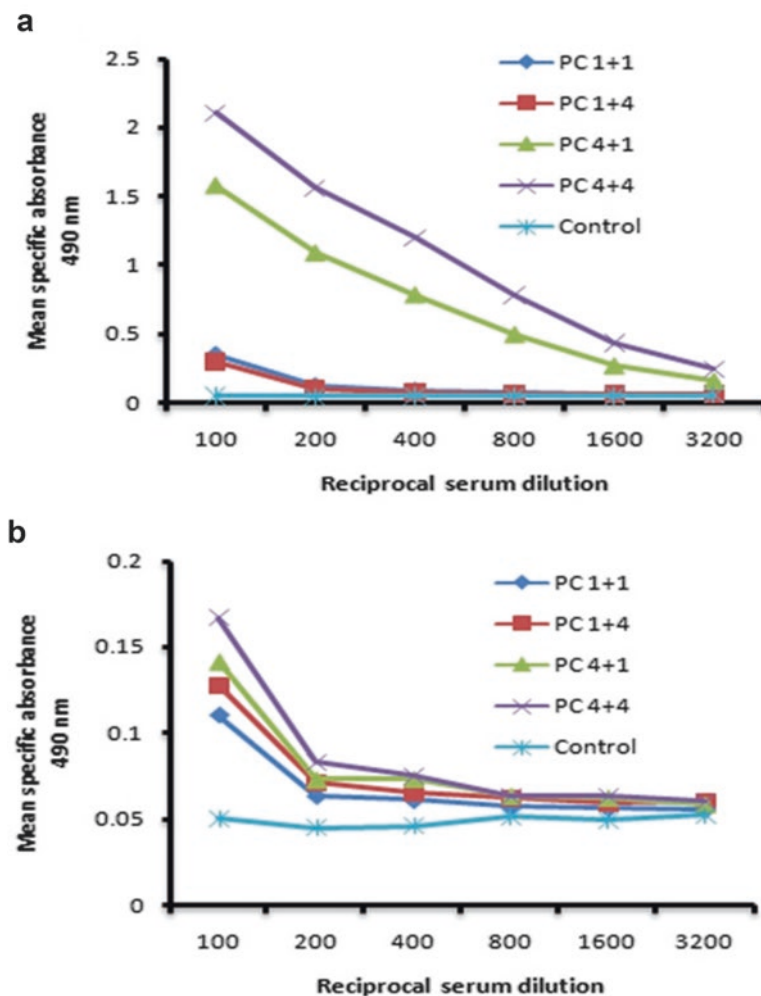 a
2.5
2
1.5
1
0.5
0
Mean specific absorbance
490 nm
PC 1+1
PC 1+4
PC 4+1
PC 4+4
Control
100 200 400 800 1600 3200
Reciprocal serum dilution
b
0.2
0.15
0.1
0.05
0
Mean specific absorbance
490 nm
PC 1+1
PC 1+4
PC 4+1
PC 4+4
Control
100 200 400 800 1600 3200
Reciprocal serum dilution